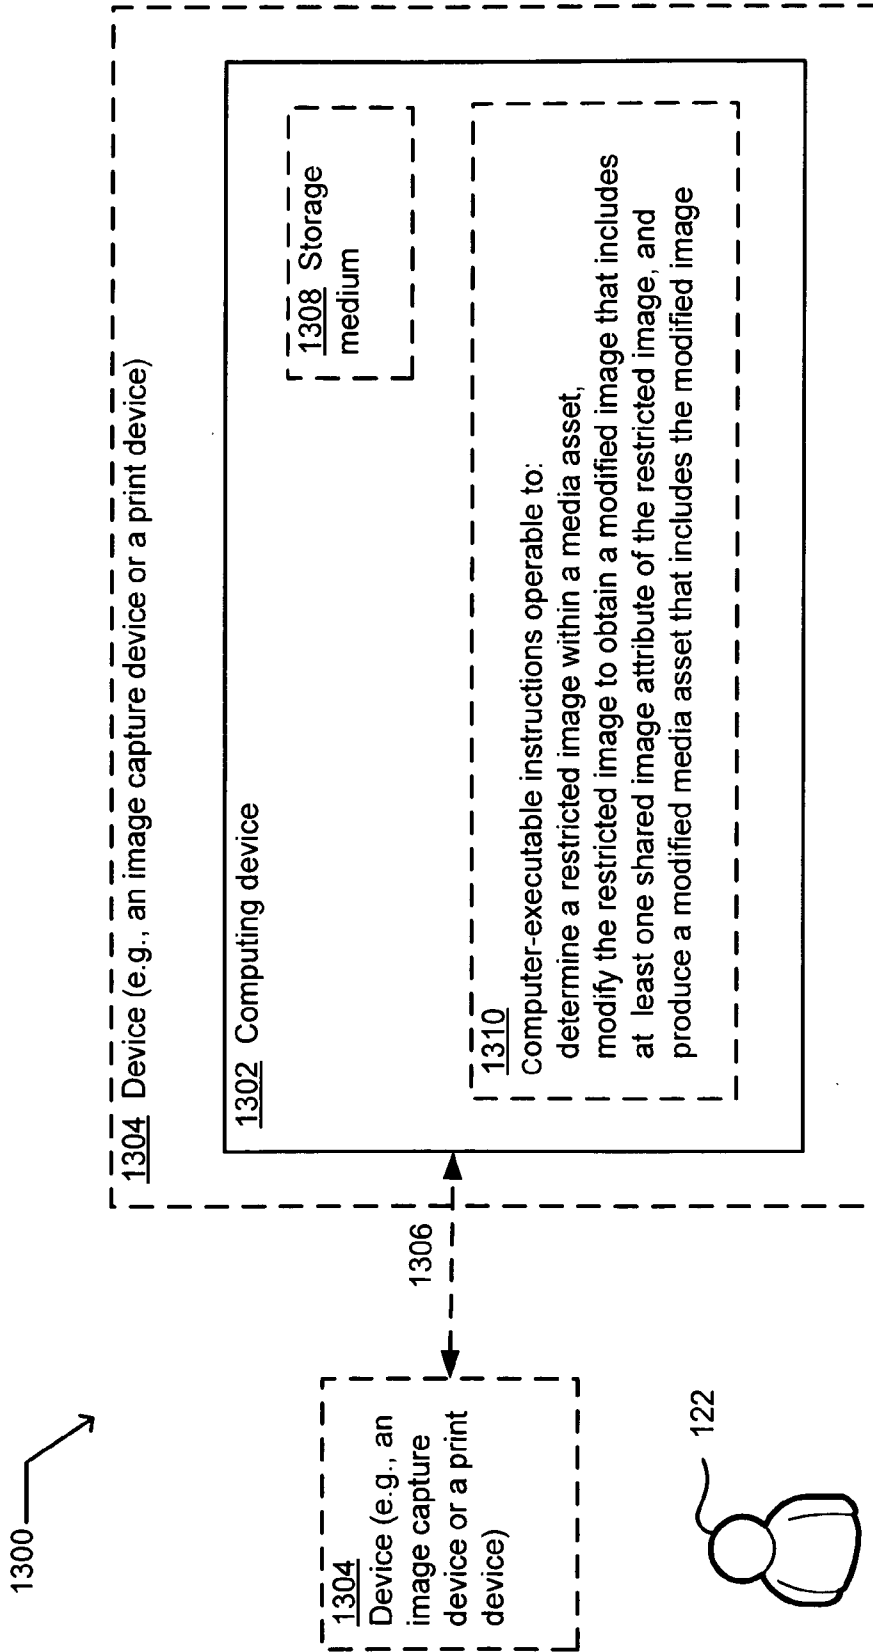 1300
1304 Device (e.g., an image capture device or a print device)
1302 Computing device
1308 Storage
medium
1310
Computer-executable instructions operable to:
determine a restricted image within a media asset,
modify the restricted image to obtain a modified image that includes
at least one shared image attribute of the restricted image, and
produce a modified media asset that includes the modified image
1306
1304
Device (e.g., an
image capture
device or a print
device)
122